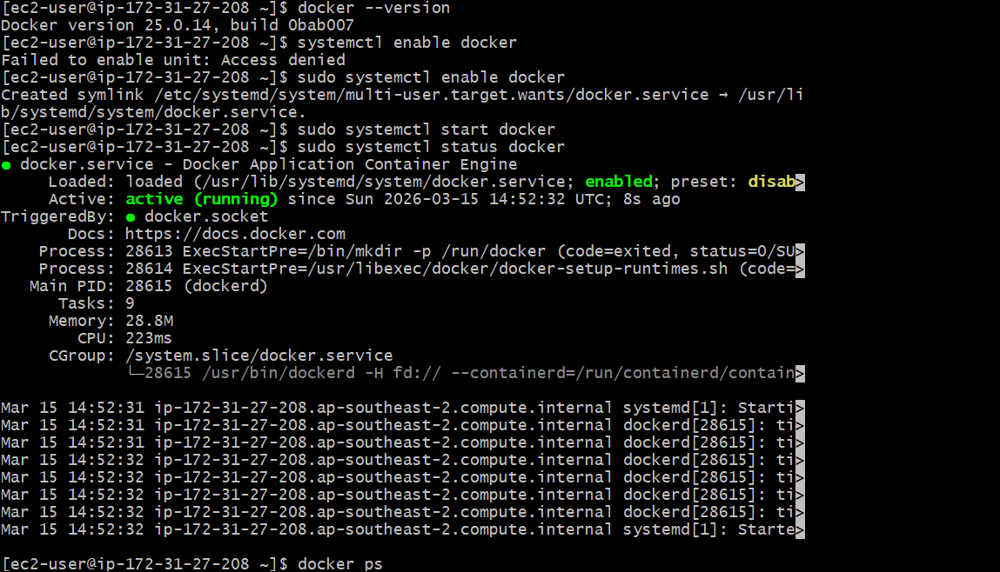 [ec2-user@ip-172-31-27-208 ~]$ docker --version
Docker version 25.0.14, build 0bab007
[ec2-user@ip-172-31-27-208 ~]$ systemctl enable docker
Failed to enable unit: Access denied
[ec2-user@ip-172-31-27-208 ~]$ sudo systemctl enable docker
Created symlink /etc/systemd/system/multi-user.target.wants/docker.service → /usr/li
b/systemd/system/docker.service.
[ec2-user@ip-172-31-27-208 ~]$ sudo systemctl start docker
[ec2-user@ip-172-31-27-208 ~]$ sudo systemctl status docker
● docker.service - Docker Application Container Engine
     Loaded: loaded (/usr/lib/systemd/system/docker.service; enabled; preset: disab>
     Active: active (running) since Sun 2026-03-15 14:52:32 UTC; 8s ago
TriggeredBy: ● docker.socket
       Docs: https://docs.docker.com
    Process: 28613 ExecStartPre=/bin/mkdir -p /run/docker (code=exited, status=0/SU>
    Process: 28614 ExecStartPre=/usr/libexec/docker/docker-setup-runtimes.sh (code=>
   Main PID: 28615 (dockerd)
      Tasks: 9
     Memory: 28.8M
        CPU: 223ms
     CGroup: /system.slice/docker.service
             └─28615 /usr/bin/dockerd -H fd:// --containerd=/run/containerd/contain>
Mar 15 14:52:31 ip-172-31-27-208.ap-southeast-2.compute.internal systemd[1]: Starti>
Mar 15 14:52:31 ip-172-31-27-208.ap-southeast-2.compute.internal dockerd[28615]: ti>
Mar 15 14:52:31 ip-172-31-27-208.ap-southeast-2.compute.internal dockerd[28615]: ti>
Mar 15 14:52:32 ip-172-31-27-208.ap-southeast-2.compute.internal dockerd[28615]: ti>
Mar 15 14:52:32 ip-172-31-27-208.ap-southeast-2.compute.internal dockerd[28615]: ti>
Mar 15 14:52:32 ip-172-31-27-208.ap-southeast-2.compute.internal dockerd[28615]: ti>
Mar 15 14:52:32 ip-172-31-27-208.ap-southeast-2.compute.internal dockerd[28615]: ti>
Mar 15 14:52:32 ip-172-31-27-208.ap-southeast-2.compute.internal systemd[1]: Starte>
[ec2-user@ip-172-31-27-208 ~]$ docker ps